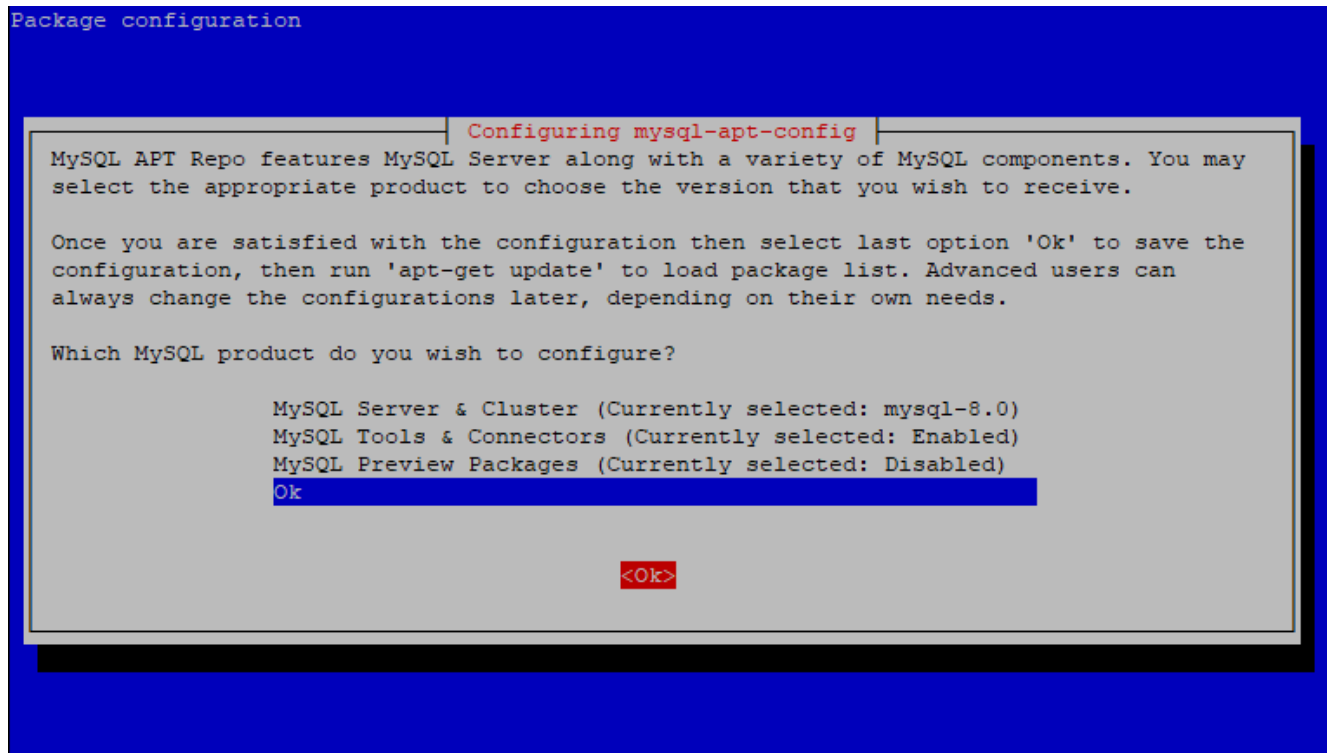 Package configuration
Configuring mysql-apt-config
MySQL APT Repo features MySQL Server along with a variety of MySQL components. You may
select the appropriate product to choose the version that you wish to receive.
Once you are satisfied with the configuration then select last option 'Ok' to save the
configuration, then run 'apt-get update' to load package list. Advanced users can
always change the configurations later, depending on their own needs.
Which MySQL product do you wish to configure?
MySQL Server & Cluster (Currently selected: mysql-8.0)
MySQL Tools & Connectors (Currently selected: Enabled)
MySQL Preview Packages (Currently selected: Disabled)
Ok
<Ok>